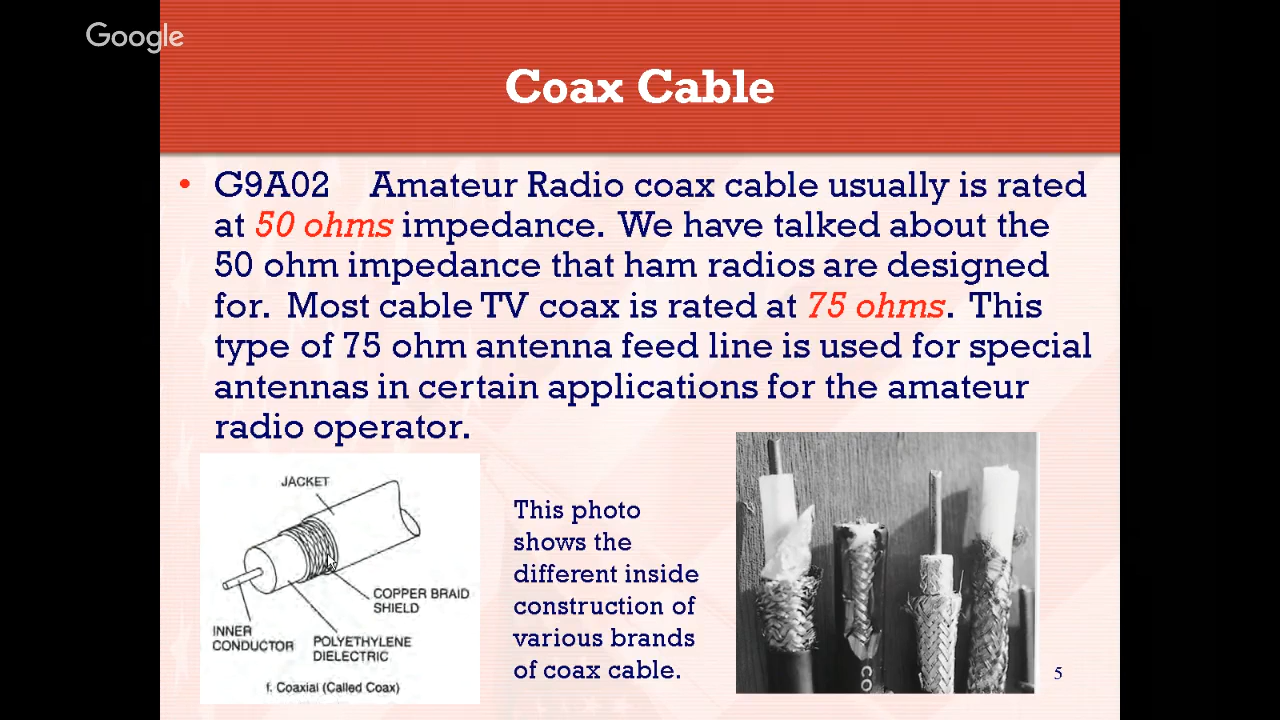 Google
Coax Cable
• G9A02 Amateur Radio coax cable usually is rated
at 50 ohms impedance. We have talked about the
50 ohm impedance that ham radios are designed
for. Most cable TV coax is rated at 75 ohms. This
type of 75 ohm antenna feed line is used for special
antennas in certain applications for the amateur
radio operator.
JACKET
COPPER BRAID
SHIELD
INNER
CONDUCTOR
POLYETHYLENE
DIELECTRIC
f. Coaxial (Called Coax)
This photo
shows the
different inside
construction of
various brands
of coax cable.
CO
5